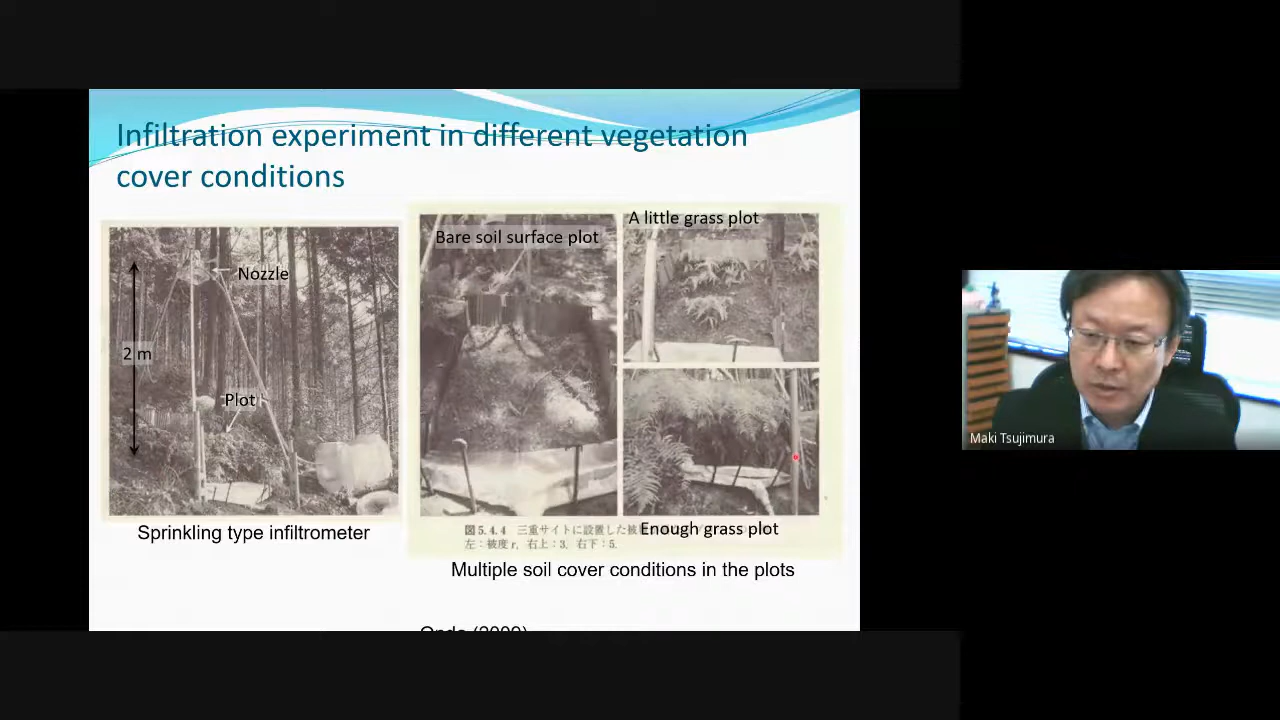 Infiltration experiment in different vegetation
cover conditions
Nozzle
2 m
Plot
Sprinkling type infiltrometer
Bare soil surface plot
A little grass plot
Enough grass plot
図5.4.4 三重サイトに設置した被
左:被度 r, 右上:3, 右下:5.
Multiple soil cover conditions in the plots
Maki Tsujimura